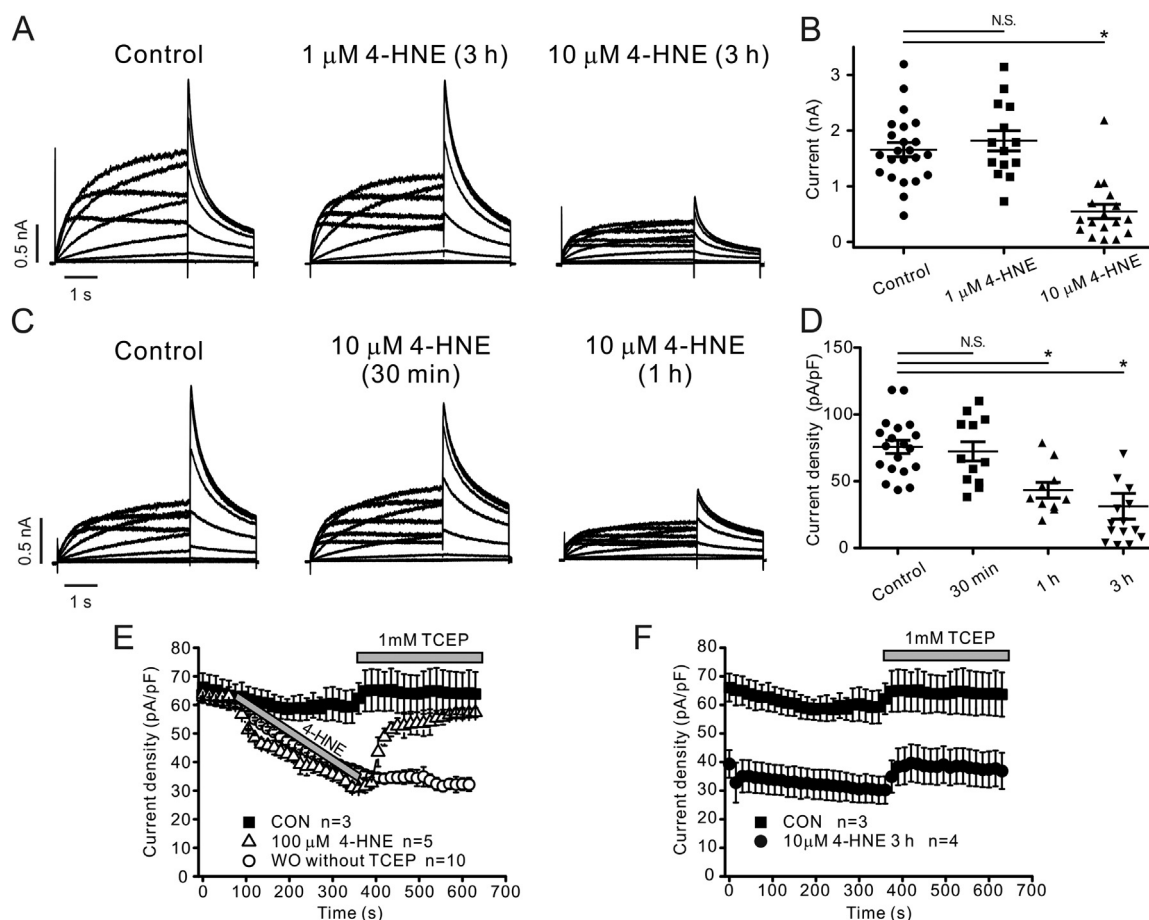 A
Control
1 μM 4-HNE (3 h)
10 μM 4-HNE (3 h)
0.5 nA
1 s
B
N.S.
*
Current (nA)
3
2
1
0
Control
1 μM 4-HNE
10 μM 4-HNE
C
Control
10 μM 4-HNE
(30 min)
10 μM 4-HNE
(1 h)
0.5 nA
1 s
D
N.S.
*
*
Current density (pA/pF)
150
100
50
0
Control
30 min
1 h
3 h
E
1mM TCEP
Current density (pA/pF)
80
70
60
50
40
30
20
10
0
4-HNE
CON n=3
100 μM 4-HNE n=5
WO without TCEP n=10
0 100 200 300 400 500 600 700
Time (s)
F
1mM TCEP
Current density (pA/pF)
80
70
60
50
40
30
20
10
0
CON n=3
10μM 4-HNE 3 h n=4
0 100 200 300 400 500 600 700
Time (s)